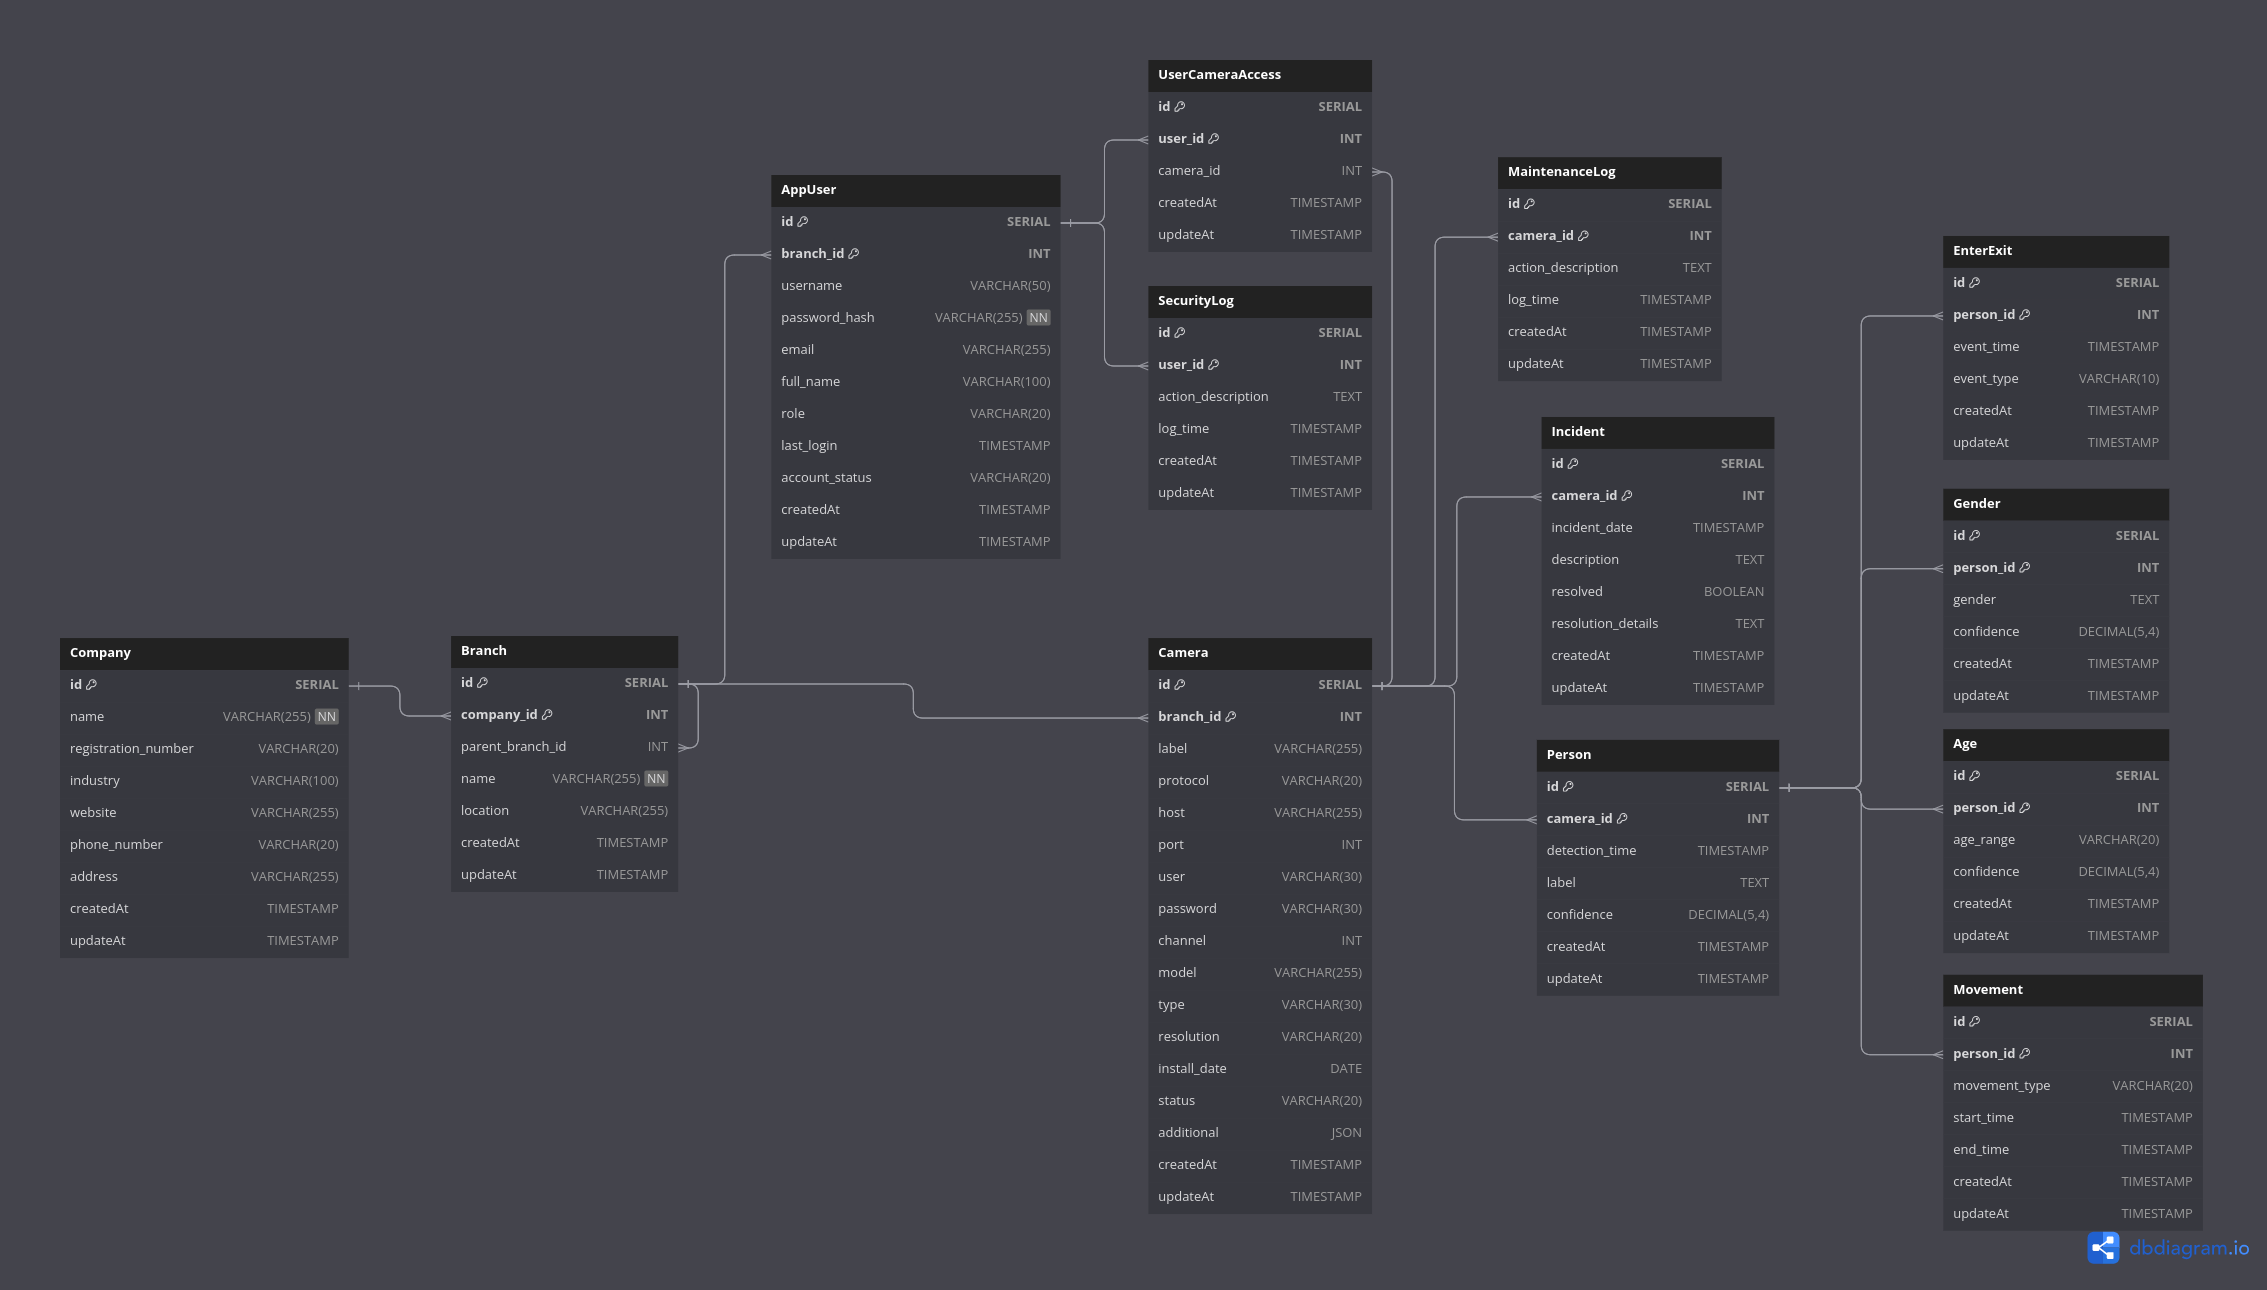 UserCameraAccess
id SERIAL
user_id INT
camera_id INT
createdAt TIMESTAMP
updateAt TIMESTAMP
MaintenanceLog
id SERIAL
camera_id INT
action_description TEXT
log_time TIMESTAMP
createdAt TIMESTAMP
updateAt TIMESTAMP
AppUser
id SERIAL
branch_id INT
username VARCHAR(50)
password_hash VARCHAR(255) NN
email VARCHAR(255)
full_name VARCHAR(100)
role VARCHAR(20)
last_login TIMESTAMP
account_status VARCHAR(20)
createdAt TIMESTAMP
updateAt TIMESTAMP
SecurityLog
id SERIAL
user_id INT
action_description TEXT
log_time TIMESTAMP
createdAt TIMESTAMP
updateAt TIMESTAMP
EnterExit
id SERIAL
person_id INT
event_time TIMESTAMP
event_type VARCHAR(10)
createdAt TIMESTAMP
updateAt TIMESTAMP
Incident
id SERIAL
camera_id INT
incident_date TIMESTAMP
description TEXT
resolved BOOLEAN
resolution_details TEXT
createdAt TIMESTAMP
updateAt TIMESTAMP
Gender
id SERIAL
person_id INT
gender TEXT
confidence DECIMAL(5,4)
createdAt TIMESTAMP
updateAt TIMESTAMP
Company
id SERIAL
name VARCHAR(255) NN
registration_number VARCHAR(20)
industry VARCHAR(100)
website VARCHAR(255)
phone_number VARCHAR(20)
address VARCHAR(255)
createdAt TIMESTAMP
updateAt TIMESTAMP
Branch
id SERIAL
company_id INT
parent_branch_id INT
name VARCHAR(255) NN
location VARCHAR(255)
createdAt TIMESTAMP
updateAt TIMESTAMP
Camera
id SERIAL
branch_id INT
label VARCHAR(255)
protocol VARCHAR(20)
host VARCHAR(255)
port INT
user VARCHAR(30)
password VARCHAR(30)
channel INT
model VARCHAR(255)
type VARCHAR(30)
resolution VARCHAR(20)
install_date DATE
status VARCHAR(20)
additional JSON
createdAt TIMESTAMP
updateAt TIMESTAMP
Person
id SERIAL
camera_id INT
detection_time TIMESTAMP
label TEXT
confidence DECIMAL(5,4)
createdAt TIMESTAMP
updateAt TIMESTAMP
Age
id SERIAL
person_id INT
age_range VARCHAR(20)
confidence DECIMAL(5,4)
createdAt TIMESTAMP
updateAt TIMESTAMP
Movement
id SERIAL
person_id INT
movement_type VARCHAR(20)
start_time TIMESTAMP
end_time TIMESTAMP
createdAt TIMESTAMP
updateAt TIMESTAMP
dbdiagram.io